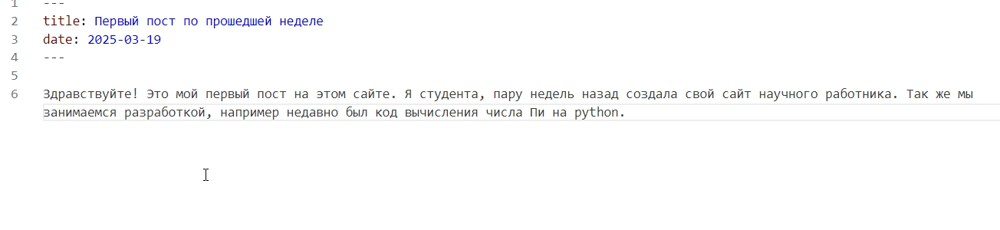 1 ---
2 title: Первый пост по прошедшей неделе
3 date: 2025-03-19
4 ---
5
6 Здравствуйте! Это мой первый пост на этом сайте. Я студента, пару недель назад создала свой сайт научного работника. Так же мы
занимаемся разработкой, например недавно был код вычисления числа Пи на python.